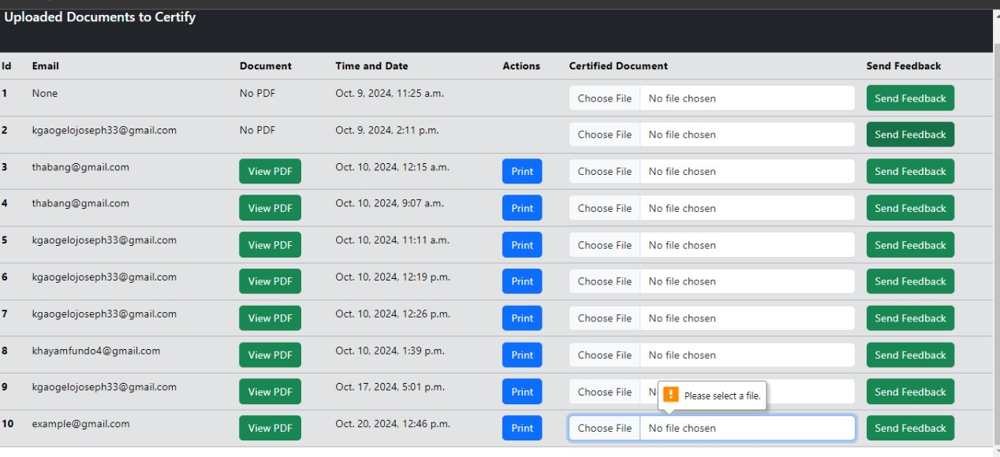 Uploaded Documents to Certify
Id Email Document Time and Date Actions Certified Document Send Feedback
1 None No PDF Oct. 9, 2024, 11:25 a.m. Choose File No file chosen Send Feedback
2 kgaogelojoseph33@gmail.com No PDF Oct. 9, 2024, 2:11 p.m. Choose File No file chosen Send Feedback
3 thabang@gmail.com View PDF Oct. 10, 2024, 12:15 a.m. Print Choose File No file chosen Send Feedback
4 thabang@gmail.com View PDF Oct. 10, 2024, 9:07 a.m. Print Choose File No file chosen Send Feedback
5 kgaogelojoseph33@gmail.com View PDF Oct. 10, 2024, 11:11 a.m. Print Choose File No file chosen Send Feedback
6 kgaogelojoseph33@gmail.com View PDF Oct. 10, 2024, 12:19 p.m. Print Choose File No file chosen Send Feedback
7 kgaogelojoseph33@gmail.com View PDF Oct. 10, 2024, 12:26 p.m. Print Choose File No file chosen Send Feedback
8 khayamfundo4@gmail.com View PDF Oct. 10, 2024, 1:39 p.m. Print Choose File No file chosen Send Feedback
9 kgaogelojoseph33@gmail.com View PDF Oct. 17, 2024, 5:01 p.m. Print Choose File Please select a file. Send Feedback
10 example@gmail.com View PDF Oct. 20, 2024, 12:46 p.m. Print Choose File No file chosen Send Feedback